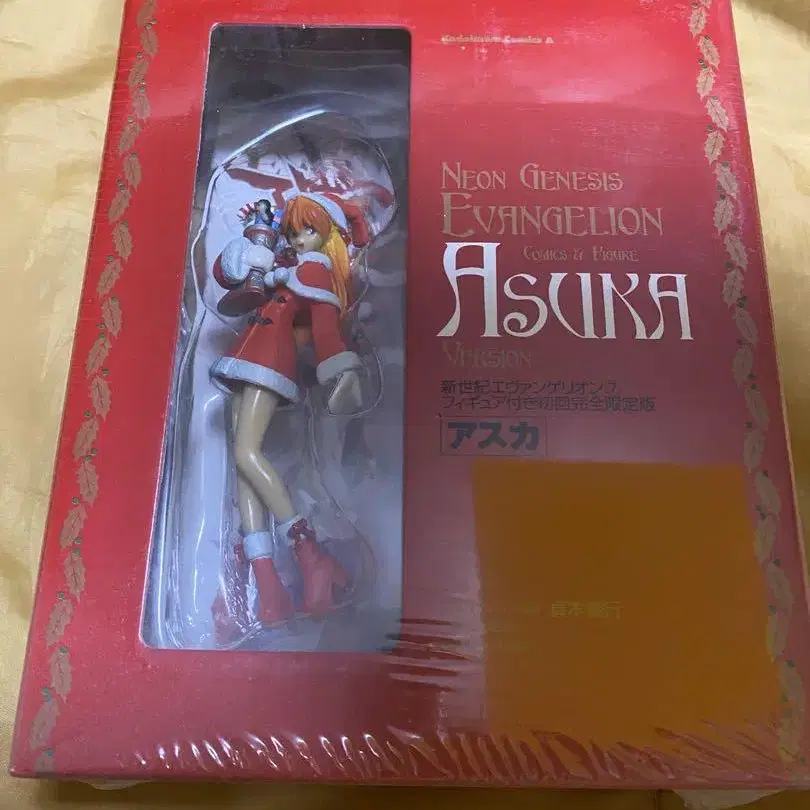 Kadokawa Comics A
NEON GENESIS
EVANGELION
COMICS & FIGURE
ASUKA
VERSION
新世紀エヴァンゲリオン7
フィギュア付き初回完全限定版
アスカ
貞本義行